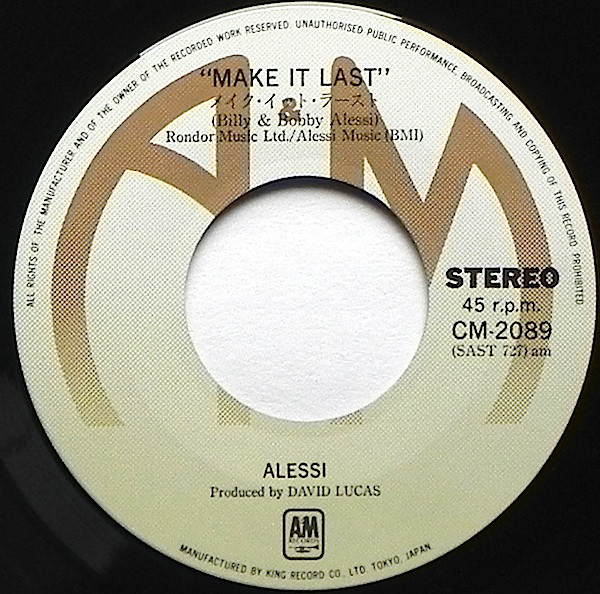 ALL RIGHTS OF THE MANUFACTURER AND OF THE OWNER OF THE RECORDED WORK RESERVED. UNAUTHORISED PUBLIC PERFORMANCE, BROADCASTING AND COPYING OF THIS RECORD PROHIBITED.
"MAKE IT LAST"
メイク・イット・ラースト
&
(Billy & Bobby Alessi)
Rondor Music Ltd./Alessi Music (BMI)
STEREO
45 r.p.m.
CM-2089
(SAST 727) am
ALESSI
Produced by DAVID LUCAS
AM
RECORDS
MANUFACTURED BY KING RECORD CO., LTD. TOKYO, JAPAN